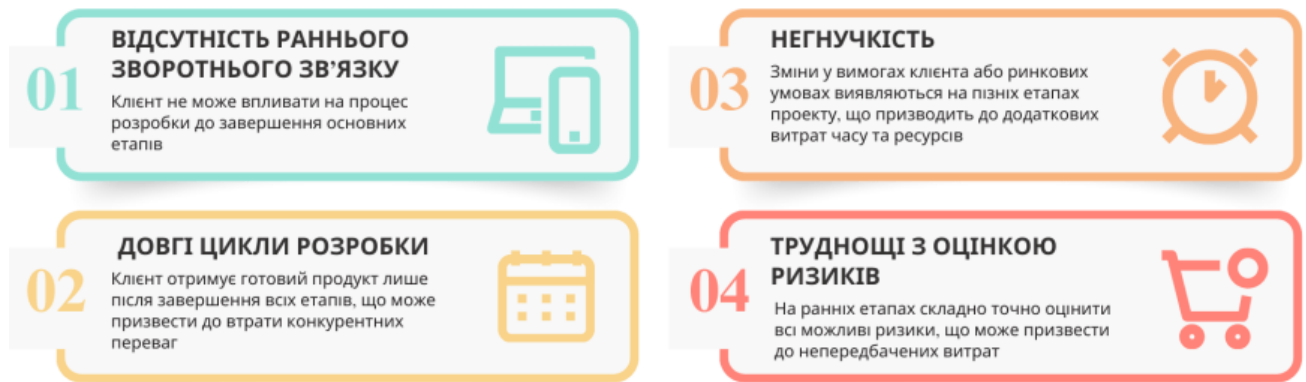 01
ВІДСУТНІСТЬ РАННЬОГО
ЗВОРОТНЬОГО ЗВ’ЯЗКУ
Клієнт не може впливати на процес
розробки до завершення основних
етапів
02
ДОВГІ ЦИКЛИ РОЗРОБКИ
Клієнт отримує готовий продукт лише
після завершення всіх етапів, що може
призвести до втрати конкурентних
переваг
03
НЕГНУЧКІСТЬ
Зміни у вимогах клієнта або ринкових
умовах виявляються на пізніх етапах
проекту, що призводить до додаткових
витрат часу та ресурсів
04
ТРУДНОЩІ З ОЦІНКОЮ
РИЗИКІВ
На ранніх етапах складно точно оцінити
всі можливі ризики, що може призвести
до непередбачених витрат